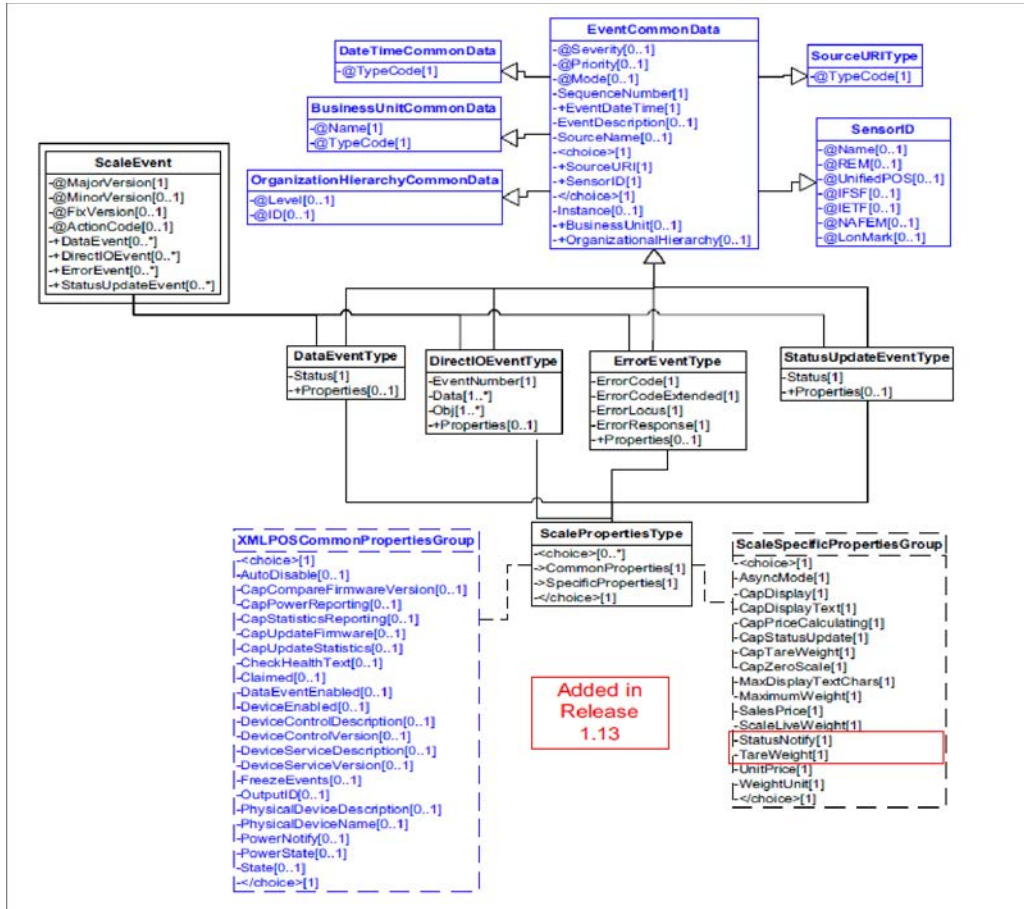 EventCommonData
-@Severity[0..1]
-@Priority[0..1]
-@Mode[0..1]
-SequenceNumber[1]
-+EventDateTime[1]
-EventDescription[0..1]
-SourceName[0..1]
-<choice>[1]
-+SourceURI[1]
-+SensorID[1]
-</choice>[1]
-Instance[0..1]
-+BusinessUnit[0..1]
-+OrganizationalHierarchy[0..1]
DateTimeCommonData
-@TypeCode[1]
BusinessUnitCommonData
-@Name[1]
-@TypeCode[1]
OrganizationHierarchyCommonData
-@Level[0..1]
-@ID[0..1]
SourceURIType
-@TypeCode[1]
SensorID
-@Name[0..1]
-@REM[0..1]
-@UnifiedPOS[0..1]
-@IFSF[0..1]
-@IETF[0..1]
-@NAFEM[0..1]
-@LonMark[0..1]
ScaleEvent
-@MajorVersion[1]
-@MinorVersion[0..1]
-@FixVersion[0..1]
-@ActionCode[0..1]
-+DataEvent[0..*]
-+DirectIOEvent[0..*]
-+ErrorEvent[0..*]
-+StatusUpdateEvent[0..*]
DataEventType
-Status[1]
-+Properties[0..1]
DirectIOEventType
-EventNumber[1]
-Data[1..*]
-Obj[1..*]
-+Properties[0..1]
ErrorEventType
-ErrorCode[1]
-ErrorCodeExtended[1]
-ErrorLocus[1]
-ErrorResponse[1]
-+Properties[0..1]
StatusUpdateEventType
-Status[1]
-+Properties[0..1]
XMLPOSCommonPropertiesGroup
-<choice>[1]
-AutoDisable[0..1]
-CapCompareFirmwareVersion[0..1]
-CapPowerReporting[0..1]
-CapStatisticsReporting[0..1]
-CapUpdateFirmware[0..1]
-CapUpdateStatistics[0..1]
-CheckHealthText[0..1]
-Claimed[0..1]
-DataEventEnabled[0..1]
-DeviceEnabled[0..1]
-DeviceControlDescription[0..1]
-DeviceControlVersion[0..1]
-DeviceServiceDescription[0..1]
-DeviceServiceVersion[0..1]
-FreezeEvents[0..1]
-OutputID[0..1]
-PhysicalDeviceDescription[0..1]
-PhysicalDeviceName[0..1]
-PowerNotify[0..1]
-PowerState[0..1]
-State[0..1]
-</choice>[1]
ScalePropertiesType
-<choice>[0..*]
->CommonProperties[1]
->SpecificProperties[1]
-</choice>[1]
Added in
Release
1.13
ScaleSpecificPropertiesGroup
-<choice>[1]
-AsyncMode[1]
-CapDisplay[1]
-CapDisplayText[1]
-CapPriceCalculating[1]
-CapStatusUpdate[1]
-CapTareWeight[1]
-CapZeroScale[1]
-MaxDisplayTextChars[1]
-MaximumWeight[1]
-SalesPrice[1]
-ScaleLiveWeight[1]
-StatusNotify[1]
-TareWeight[1]
-UnitPrice[1]
-WeightUnit[1]
-</choice>[1]